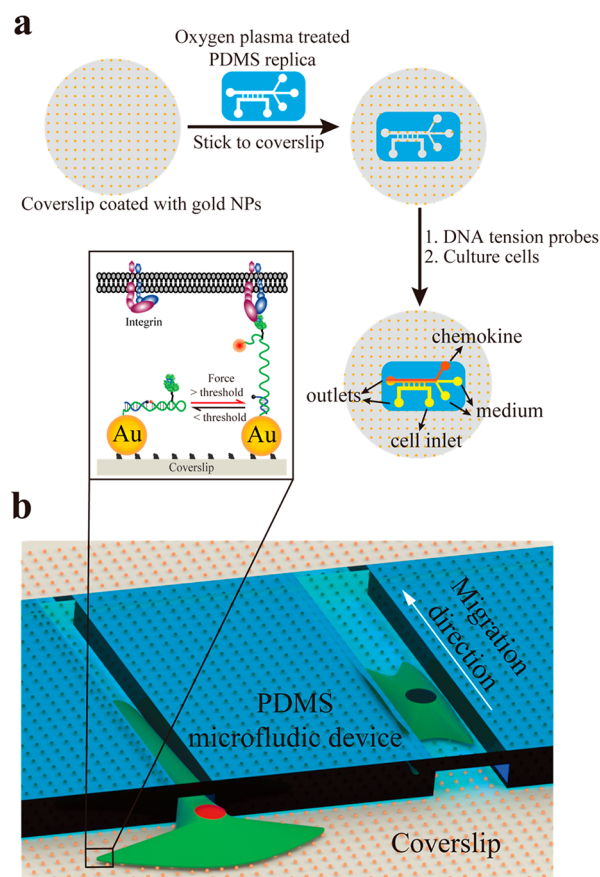 a
Oxygen plasma treated
PDMS replica
Stick to coverslip
Coverslip coated with gold NPs
1. DNA tension probes
2. Culture cells
Integrin
Force
> threshold
< threshold
Au
Au
Coverslip
chemokine
outlets
medium
cell inlet
b
Migration
direction
PDMS
microfludic device
Coverslip